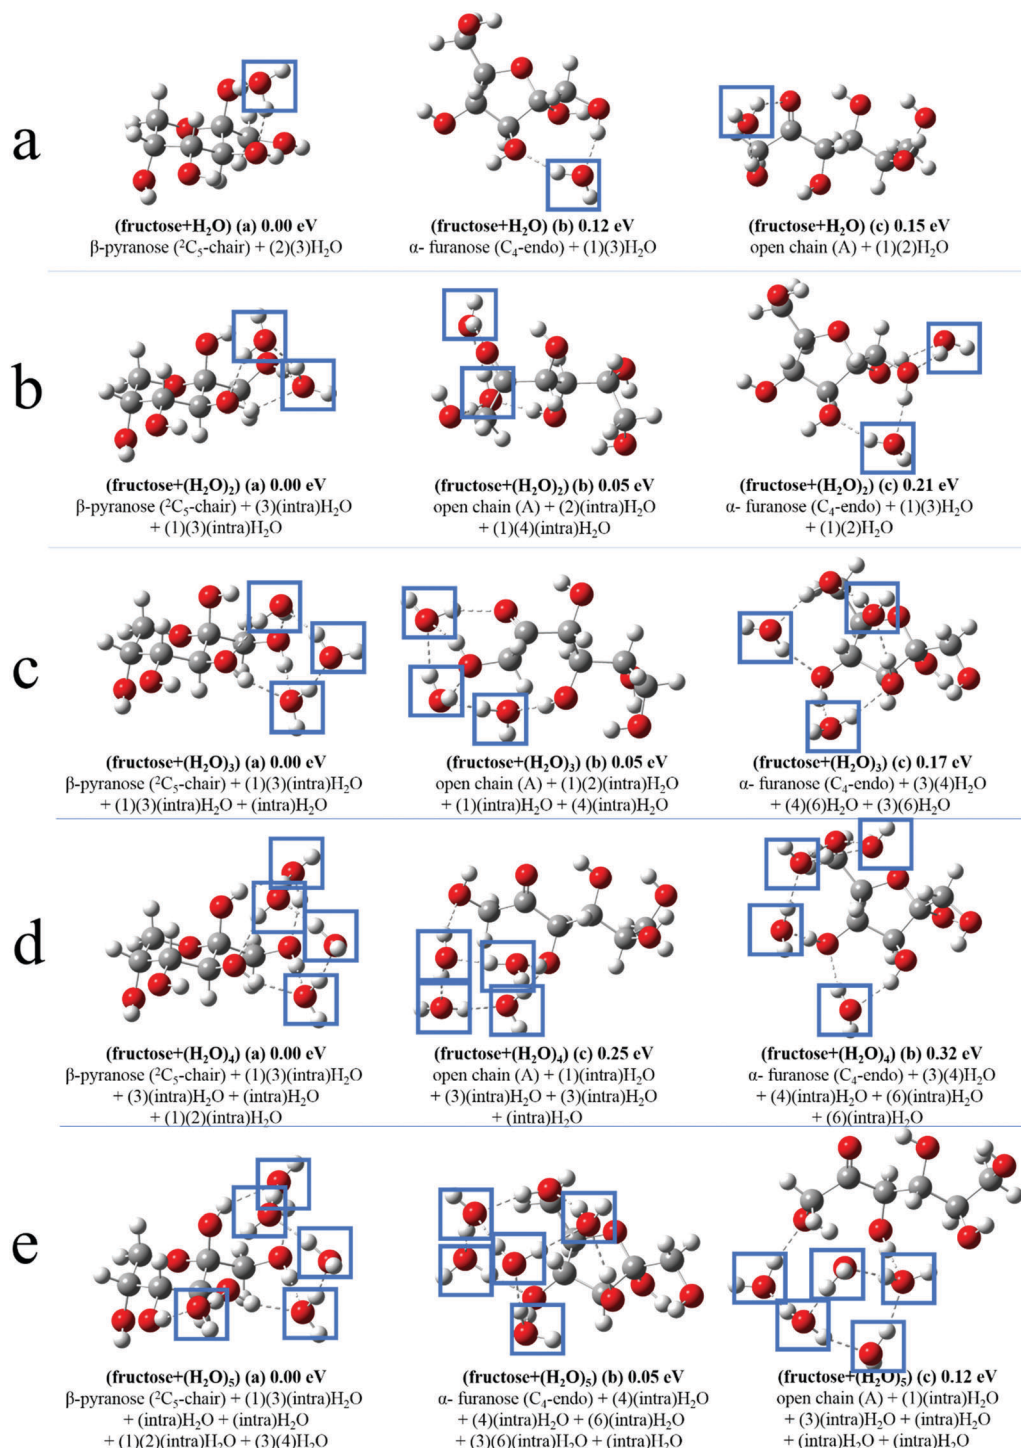 a
(fructose+H₂O) (a) 0.00 eV
β-pyranose (²C₅-chair) + (2)(3)H₂O
(fructose+H₂O) (b) 0.12 eV
α- furanose (C₄-endo) + (1)(3)H₂O
(fructose+H₂O) (c) 0.15 eV
open chain (A) + (1)(2)H₂O
b
(fructose+(H₂O)₂) (a) 0.00 eV
β-pyranose (²C₅-chair) + (3)(intra)H₂O
+ (1)(3)(intra)H₂O
(fructose+(H₂O)₂) (b) 0.05 eV
open chain (A) + (2)(intra)H₂O
+ (1)(4)(intra)H₂O
(fructose+(H₂O)₂) (c) 0.21 eV
α- furanose (C₄-endo) + (1)(3)H₂O
+ (1)(2)H₂O
c
(fructose+(H₂O)₃) (a) 0.00 eV
β-pyranose (²C₅-chair) + (1)(3)(intra)H₂O
+ (1)(3)(intra)H₂O + (intra)H₂O
(fructose+(H₂O)₃) (b) 0.05 eV
open chain (A) + (1)(2)(intra)H₂O
+ (1)(intra)H₂O + (4)(intra)H₂O
(fructose+(H₂O)₃) (c) 0.17 eV
α- furanose (C₄-endo) + (3)(4)H₂O
+ (4)(6)H₂O + (3)(6)H₂O
d
(fructose+(H₂O)₄) (a) 0.00 eV
β-pyranose (²C₅-chair) + (1)(3)(intra)H₂O
+ (3)(intra)H₂O + (intra)H₂O
+ (1)(2)(intra)H₂O
(fructose+(H₂O)₄) (c) 0.25 eV
open chain (A) + (1)(intra)H₂O
+ (3)(intra)H₂O + (3)(intra)H₂O
+ (intra)H₂O
(fructose+(H₂O)₄) (b) 0.32 eV
α- furanose (C₄-endo) + (3)(4)H₂O
+ (4)(intra)H₂O + (6)(intra)H₂O
+ (6)(intra)H₂O
e
(fructose+(H₂O)₅) (a) 0.00 eV
β-pyranose (²C₅-chair) + (1)(3)(intra)H₂O
+ (intra)H₂O + (intra)H₂O
+ (1)(2)(intra)H₂O + (3)(4)H₂O
(fructose+(H₂O)₅) (b) 0.05 eV
α- furanose (C₄-endo) + (4)(intra)H₂O
+ (4)(intra)H₂O + (6)(intra)H₂O
+ (3)(6)(intra)H₂O + (intra)H₂O
(fructose+(H₂O)₅) (c) 0.12 eV
open chain (A) + (1)(intra)H₂O
+ (3)(intra)H₂O + (intra)H₂O
+ (intra)H₂O + (intra)H₂O